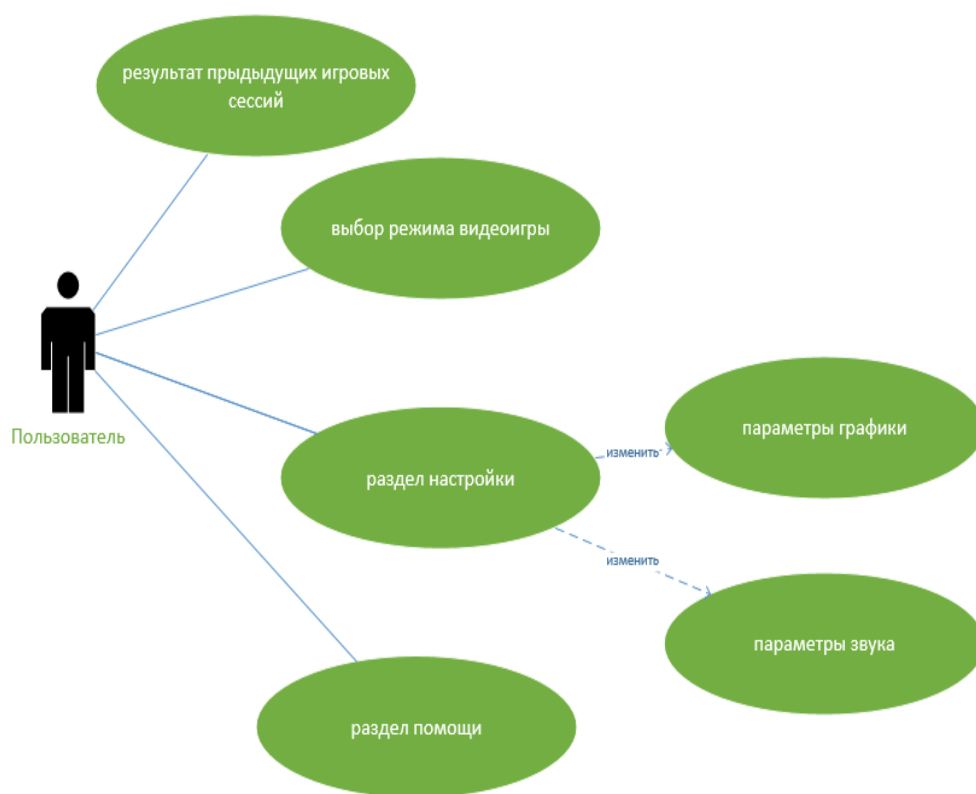 результат прыдыдущих игровых
сессий
выбор режима видеоигры
Пользователь
параметры графики
изменить
раздел настройки
изменить
параметры звука
раздел помощи